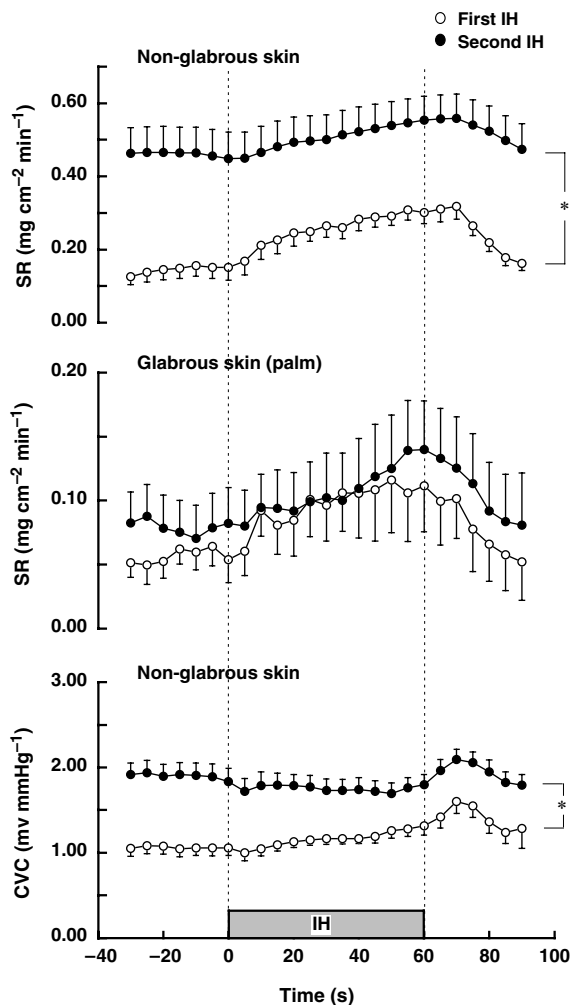 First IH
Second IH
Non-glabrous skin
0.60
0.40
0.20
0.00
SR (mg cm⁻² min⁻¹)
*
Glabrous skin (palm)
0.20
0.10
0.00
SR (mg cm⁻² min⁻¹)
Non-glabrous skin
3.00
2.00
1.00
0.00
CVC (mv mmHg⁻¹)
*
IH
−40 −20 0 20 40 60 80 100
Time (s)